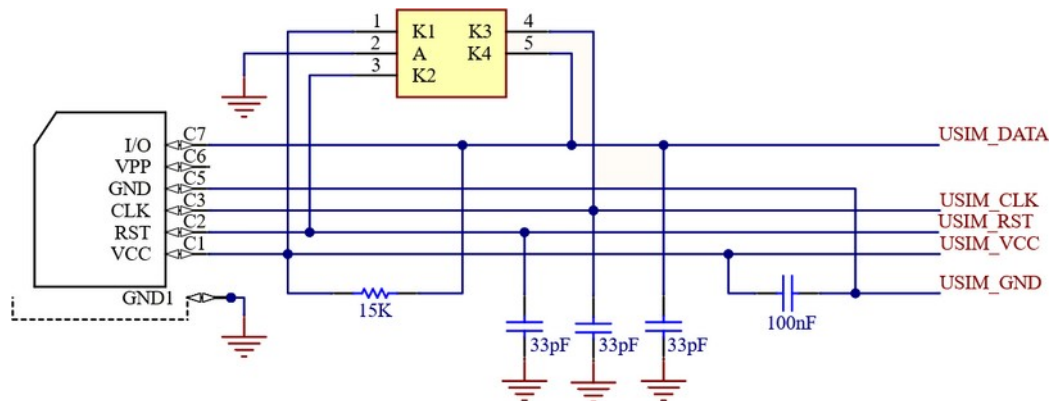 1 K1 K3 4
2 A K4 5
3 K2
I/O C7 USIM_DATA
VPP C6
GND C5
CLK C3 USIM_CLK
RST C2 USIM_RST
VCC C1 USIM_VCC
GND1 USIM_GND
15K 100nF
33pF 33pF 33pF